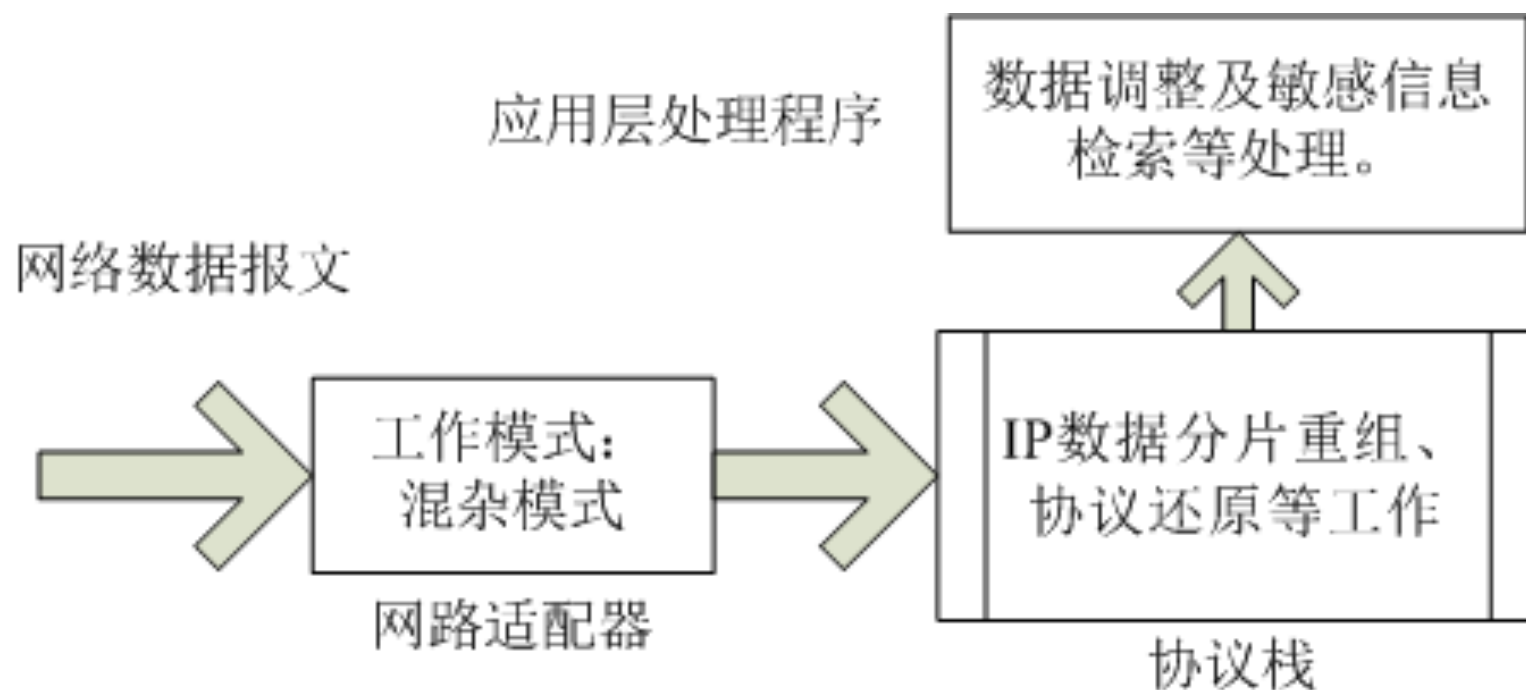 数据调整及敏感信息
检索等处理。
应用层处理程序
网络数据报文
工作模式：
混杂模式
网路适配器
IP数据分片重组、
协议还原等工作
协议栈